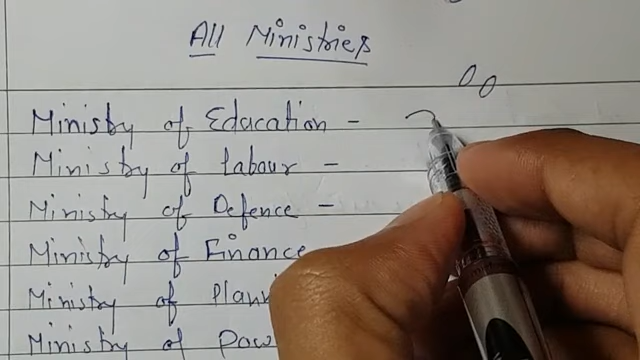 All Ministries
Ministry of Education -
Ministry of Labour -
Ministry of Defence -
Ministry of Finance
Ministry of
Ministry of